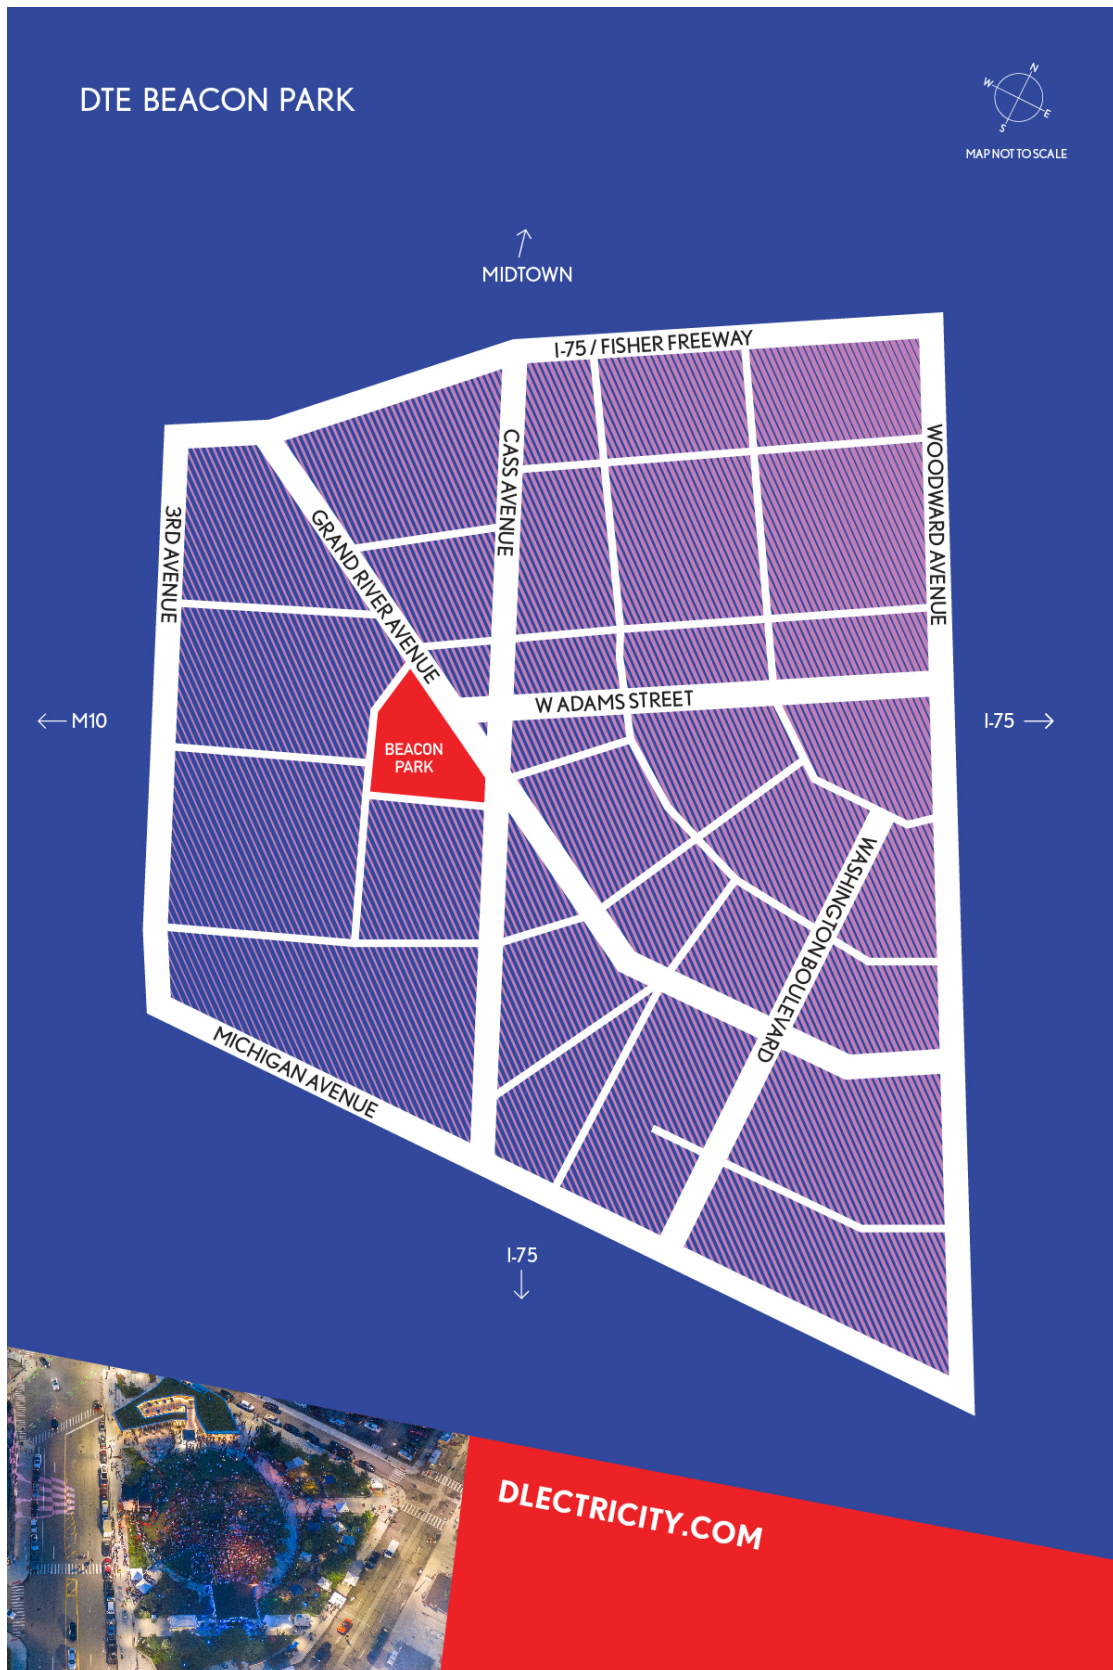 DTE BEACON PARK
N
W
E
S
MAP NOT TO SCALE
MIDTOWN
I-75 / FISHER FREEWAY
CASS AVENUE
WOODWARD AVENUE
3RD AVENUE
GRAND RIVER AVENUE
W ADAMS STREET
M10
I-75
BEACON
PARK
WASHINGTON BOULEVARD
MICHIGAN AVENUE
I-75
DLECTRICITY.COM